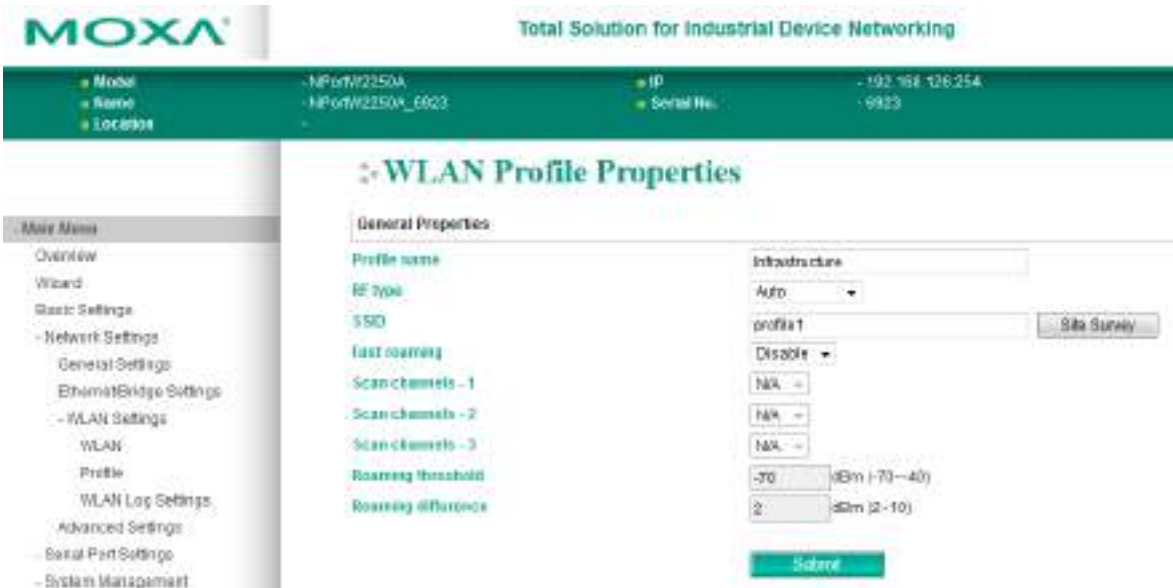 MOXA
Total Solution for Industrial Device Networking
Model - NPortW2250A IP - 192.168.126.254
Name - NPortW2250A_6923 Serial No. - 6923
Location -
WLAN Profile Properties
- Main Menu
Overview
Wizard
Basic Settings
- Network Settings
General Settings
Ethernet/Bridge Settings
- WLAN Settings
WLAN
Profile
WLAN Log Settings
Advanced Settings
- Serial Port Settings
- System Management
General Properties
Profile name Infrastructure
RF type Auto
SSID profile1 Site Survey
Fast roaming Disable
Scan channels - 1 N/A
Scan channels - 2 N/A
Scan channels - 3 N/A
Roaming threshold -70 dBm (-70~-40)
Roaming difference 2 dBm (2~10)
Submit